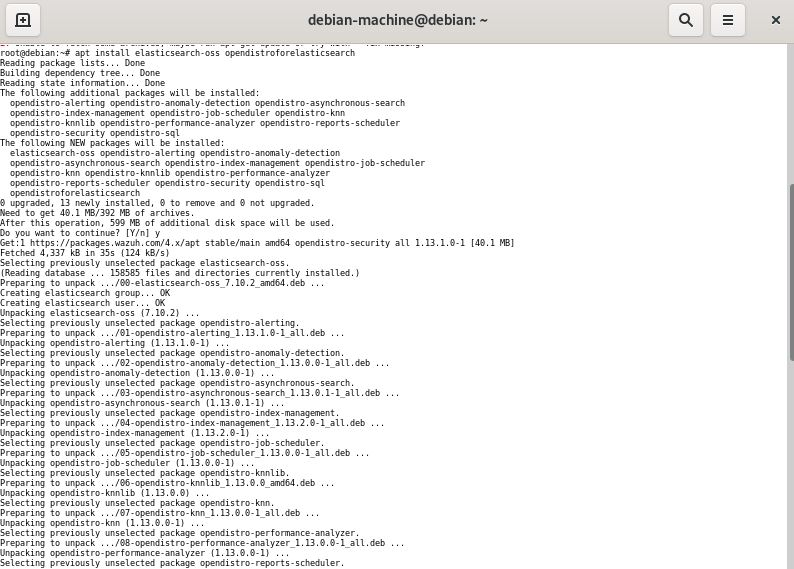 debian-machine@debian: ~
root@debian:~# apt install elasticsearch-oss opendistroforelasticsearch
Reading package lists... Done
Building dependency tree... Done
Reading state information... Done
The following additional packages will be installed:
  opendistro-alerting opendistro-anomaly-detection opendistro-asynchronous-search
  opendistro-index-management opendistro-job-scheduler opendistro-knn
  opendistro-knnlib opendistro-performance-analyzer opendistro-reports-scheduler
  opendistro-security opendistro-sql
The following NEW packages will be installed:
  elasticsearch-oss opendistro-alerting opendistro-anomaly-detection
  opendistro-asynchronous-search opendistro-index-management opendistro-job-scheduler
  opendistro-knn opendistro-knnlib opendistro-performance-analyzer
  opendistro-reports-scheduler opendistro-security opendistro-sql
  opendistroforelasticsearch
0 upgraded, 13 newly installed, 0 to remove and 0 not upgraded.
Need to get 40.1 MB/392 MB of archives.
After this operation, 599 MB of additional disk space will be used.
Do you want to continue? [Y/n] y
Get:1 https://packages.wazuh.com/4.x/apt stable/main amd64 opendistro-security all 1.13.1.0-1 [40.1 MB]
Fetched 4,337 kB in 35s (124 kB/s)
Selecting previously unselected package elasticsearch-oss.
(Reading database ... 158585 files and directories currently installed.)
Preparing to unpack .../00-elasticsearch-oss_7.10.2_amd64.deb ...
Creating elasticsearch group... OK
Creating elasticsearch user... OK
Unpacking elasticsearch-oss (7.10.2) ...
Selecting previously unselected package opendistro-alerting.
Preparing to unpack .../01-opendistro-alerting_1.13.1.0-1_all.deb ...
Unpacking opendistro-alerting (1.13.1.0-1) ...
Selecting previously unselected package opendistro-anomaly-detection.
Preparing to unpack .../02-opendistro-anomaly-detection_1.13.0.0-1_all.deb ...
Unpacking opendistro-anomaly-detection (1.13.0.0-1) ...
Selecting previously unselected package opendistro-asynchronous-search.
Preparing to unpack .../03-opendistro-asynchronous-search_1.13.0.1-1_all.deb ...
Unpacking opendistro-asynchronous-search (1.13.0.1-1) ...
Selecting previously unselected package opendistro-index-management.
Preparing to unpack .../04-opendistro-index-management_1.13.2.0-1_all.deb ...
Unpacking opendistro-index-management (1.13.2.0-1) ...
Selecting previously unselected package opendistro-job-scheduler.
Preparing to unpack .../05-opendistro-job-scheduler_1.13.0.0-1_all.deb ...
Unpacking opendistro-job-scheduler (1.13.0.0-1) ...
Selecting previously unselected package opendistro-knnlib.
Preparing to unpack .../06-opendistro-knnlib_1.13.0.0_amd64.deb ...
Unpacking opendistro-knnlib (1.13.0.0) ...
Selecting previously unselected package opendistro-knn.
Preparing to unpack .../07-opendistro-knn_1.13.0.0-1_all.deb ...
Unpacking opendistro-knn (1.13.0.0-1) ...
Selecting previously unselected package opendistro-performance-analyzer.
Preparing to unpack .../08-opendistro-performance-analyzer_1.13.0.0-1_all.deb ...
Unpacking opendistro-performance-analyzer (1.13.0.0-1) ...
Selecting previously unselected package opendistro-reports-scheduler.